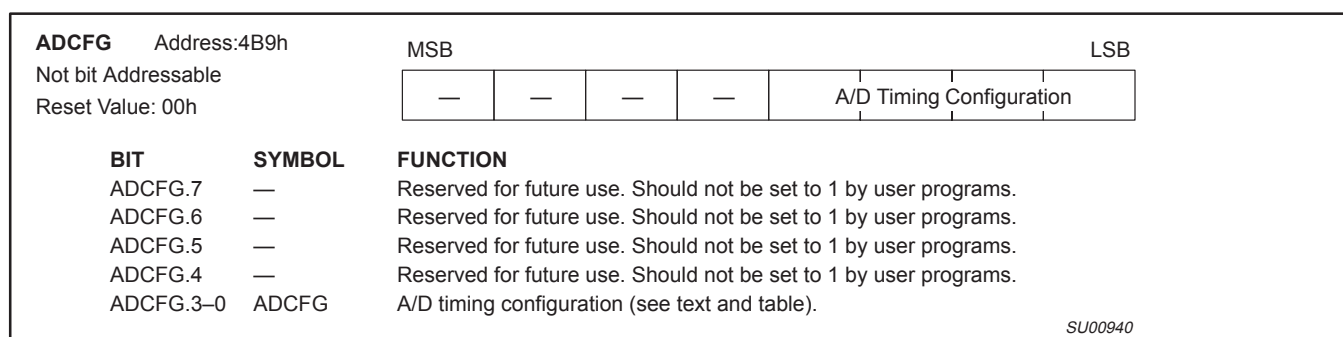 ADCFG Address:4B9h
Not bit Addressable
Reset Value: 00h
MSB LSB
— — — — A/D Timing Configuration
BIT SYMBOL FUNCTION
ADCFG.7 — Reserved for future use. Should not be set to 1 by user programs.
ADCFG.6 — Reserved for future use. Should not be set to 1 by user programs.
ADCFG.5 — Reserved for future use. Should not be set to 1 by user programs.
ADCFG.4 — Reserved for future use. Should not be set to 1 by user programs.
ADCFG.3–0 ADCFG A/D timing configuration (see text and table).
SU00940